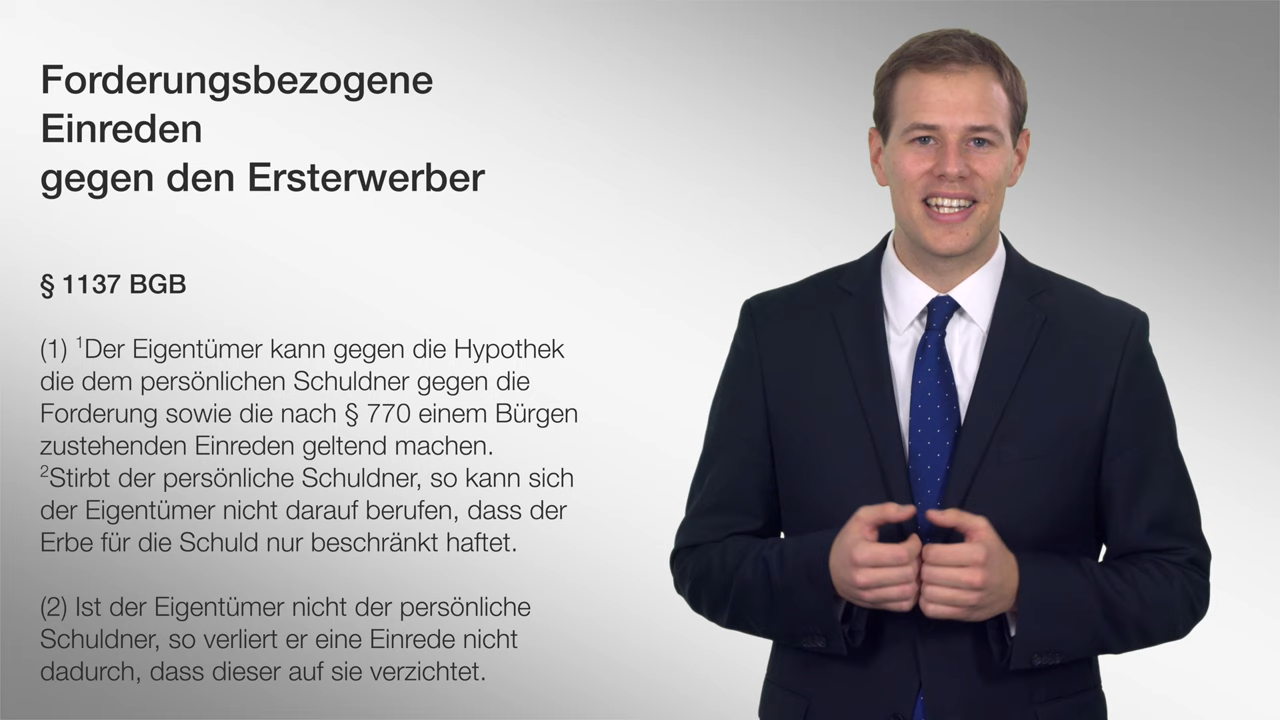 Forderungsbezogene
Einreden
gegen den Ersterwerber
§ 1137 BGB
(1) ¹Der Eigentümer kann gegen die Hypothek
die dem persönlichen Schuldner gegen die
Forderung sowie die nach § 770 einem Bürgen
zustehenden Einreden geltend machen.
²Stirbt der persönliche Schuldner, so kann sich
der Eigentümer nicht darauf berufen, dass der
Erbe für die Schuld nur beschränkt haftet.
(2) Ist der Eigentümer nicht der persönliche
Schuldner, so verliert er eine Einrede nicht
dadurch, dass dieser auf sie verzichtet.